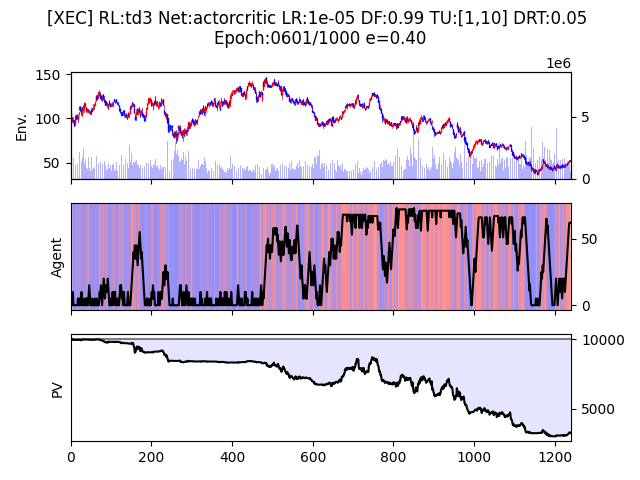 [XEC] RL:td3 Net:actorcritic LR:1e-05 DF:0.99 TU:[1,10] DRT:0.05
Epoch:0601/1000 e=0.40
1e6
150
100
50
Env.
5
0
Agent
50
0
PV
10000
5000
0 200 400 600 800 1000 1200